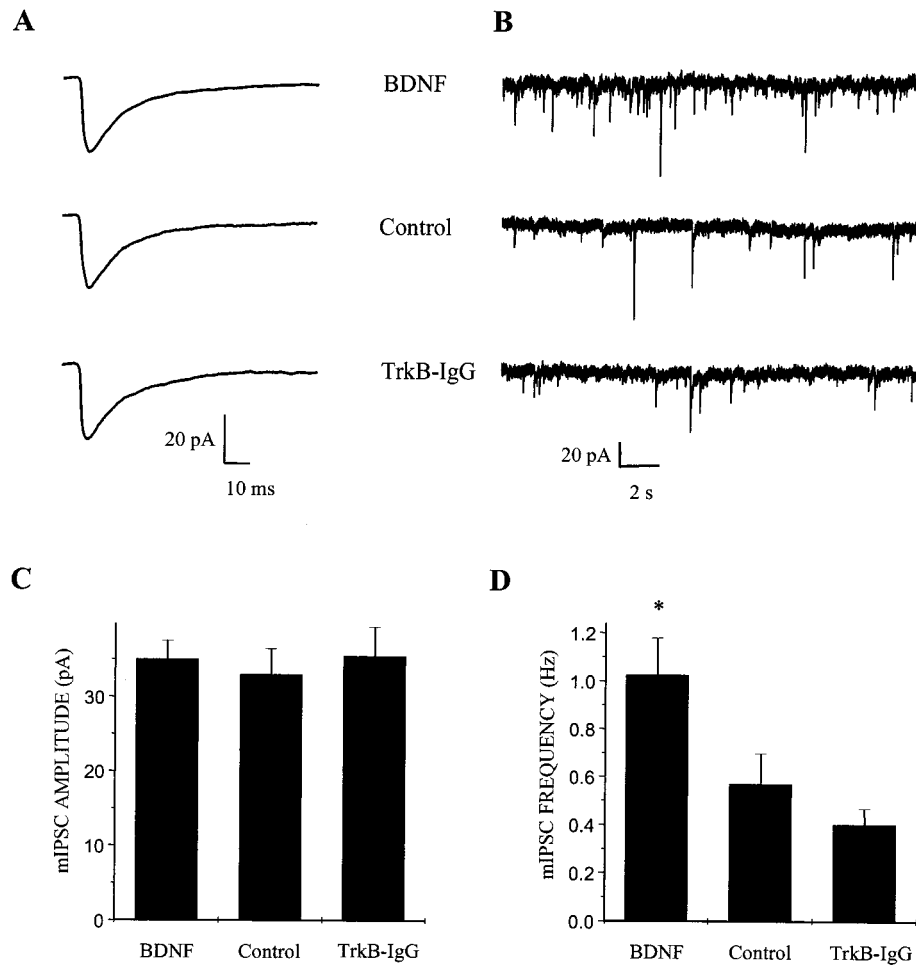 A
B
BDNF
Control
TrkB-IgG
20 pA
10 ms
20 pA
2 s
C
mIPSC AMPLITUDE (pA)
30
20
10
0
BDNF
Control
TrkB-IgG
D
*
mIPSC FREQUENCY (Hz)
1.2
1.0
0.8
0.6
0.4
0.2
0.0
BDNF
Control
TrkB-IgG